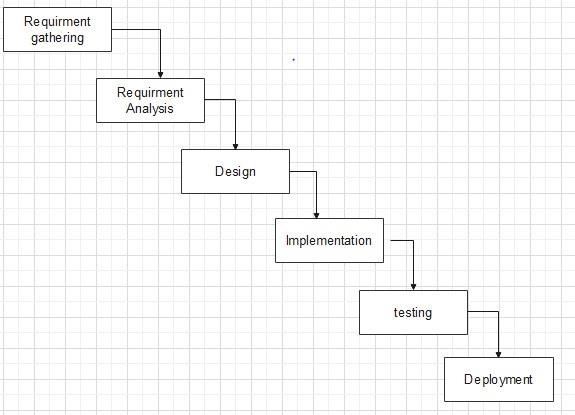 Requirment
gathering
Requirment
Analysis
Design
Implementation
testing
Deployment